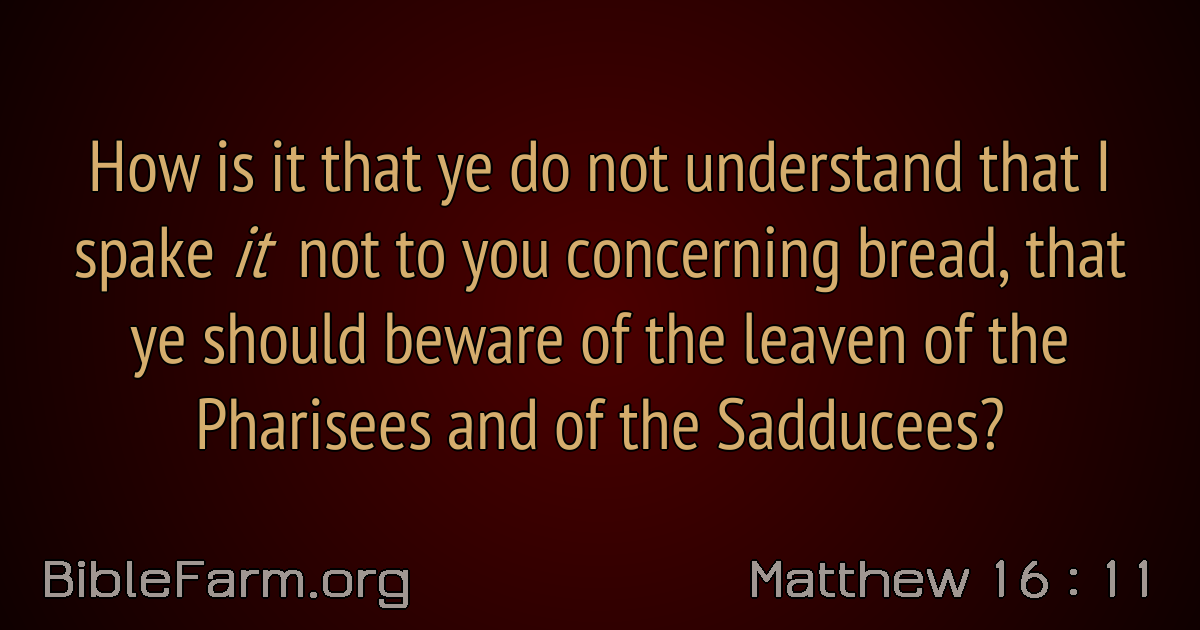 How is it that ye do not understand that I
spake it not to you concerning bread, that
ye should beware of the leaven of the
Pharisees and of the Sadducees?
BibleFarm.org
Matthew 16 : 11